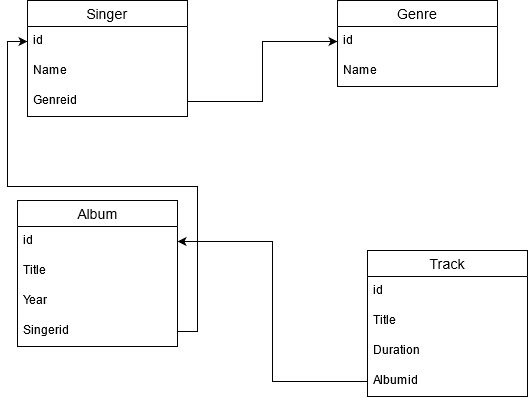 Singer
id
Name
Genreid
Genre
id
Name
Album
id
Title
Year
Singerid
Track
id
Title
Duration
Albumid